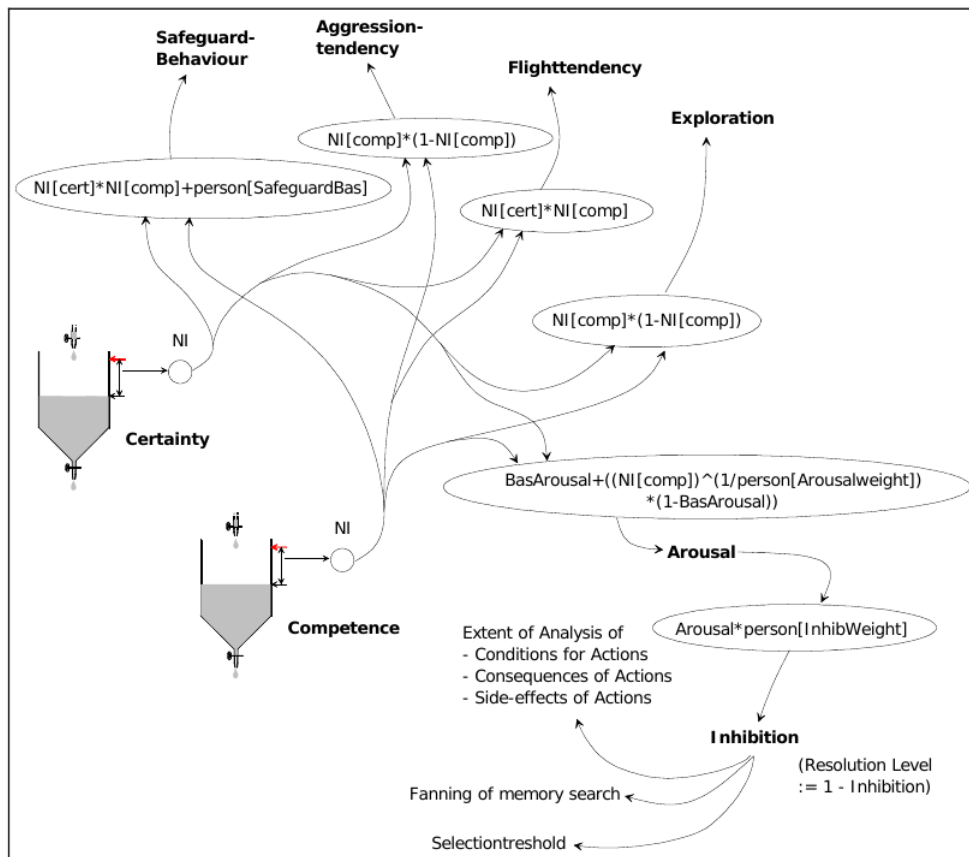 Safeguard-
Behaviour
Aggression-
tendency
Flighttendency
Exploration
NI[comp]*(1-NI[comp])
NI[cert]*NI[comp]+person[SafeguardBas]
NI[cert]*NI[comp]
NI[comp]*(1-NI[comp])
NI
Certainty
BasArousal+((NI[comp])^(1/person[Arousalweight])
*(1-BasArousal))
NI
Arousal
Competence
Arousal*person[InhibWeight]
Extent of Analysis of
- Conditions for Actions
- Consequences of Actions
- Side-effects of Actions
Inhibition
(Resolution Level
:= 1 - Inhibition)
Fanning of memory search
Selectiontreshold